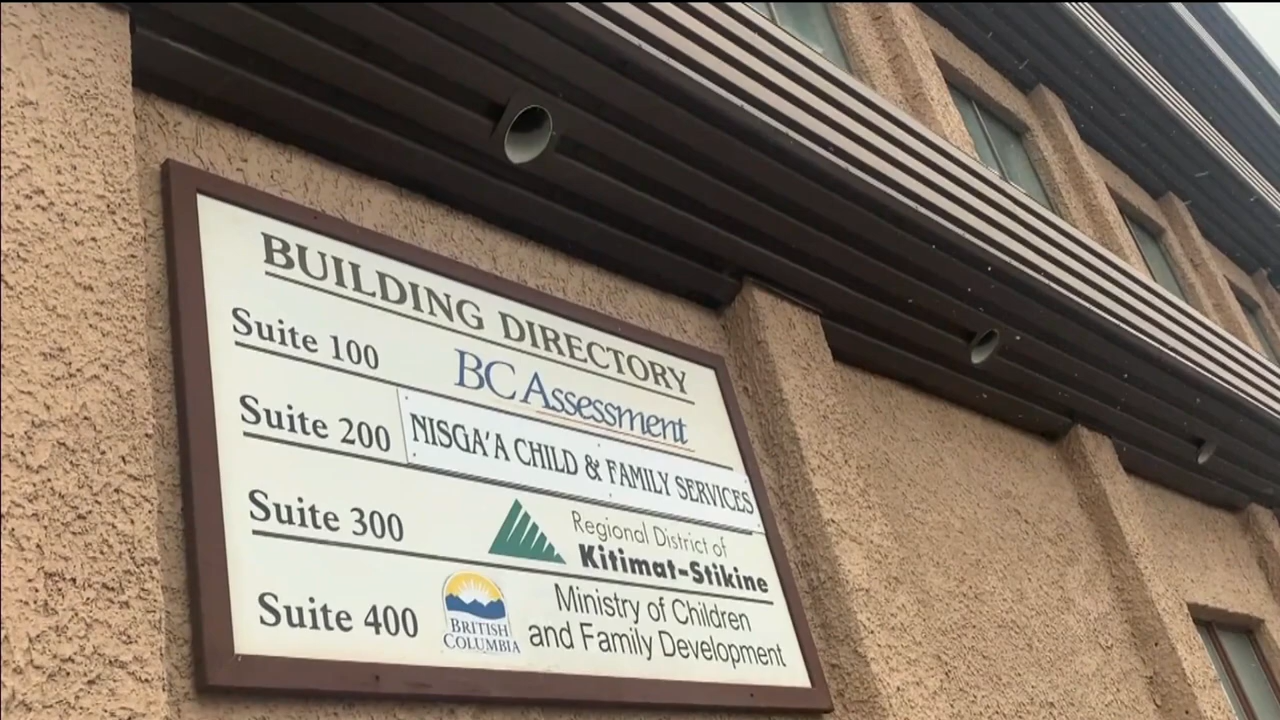 BUILDING DIRECTORY
Suite 100 BC Assessment
Suite 200 NISGA'A CHILD & FAMILY SERVICES
Suite 300 Regional District of
Kitimat-Stikine
Suite 400 BRITISH
COLUMBIA
Ministry of Children
and Family Development